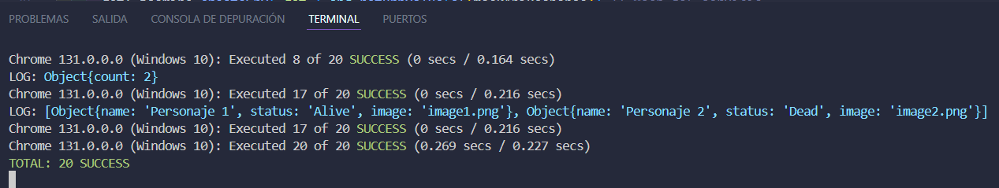 PROBLEMAS SALIDA CONSOLA DE DEPURACIÓN TERMINAL PUERTOS
Chrome 131.0.0.0 (Windows 10): Executed 8 of 20 SUCCESS (0 secs / 0.164 secs)
LOG: Object{count: 2}
Chrome 131.0.0.0 (Windows 10): Executed 17 of 20 SUCCESS (0 secs / 0.216 secs)
LOG: [Object{name: 'Personaje 1', status: 'Alive', image: 'image1.png'}, Object{name: 'Personaje 2', status: 'Dead', image: 'image2.png'}]
Chrome 131.0.0.0 (Windows 10): Executed 17 of 20 SUCCESS (0 secs / 0.216 secs)
Chrome 131.0.0.0 (Windows 10): Executed 20 of 20 SUCCESS (0.269 secs / 0.227 secs)
TOTAL: 20 SUCCESS